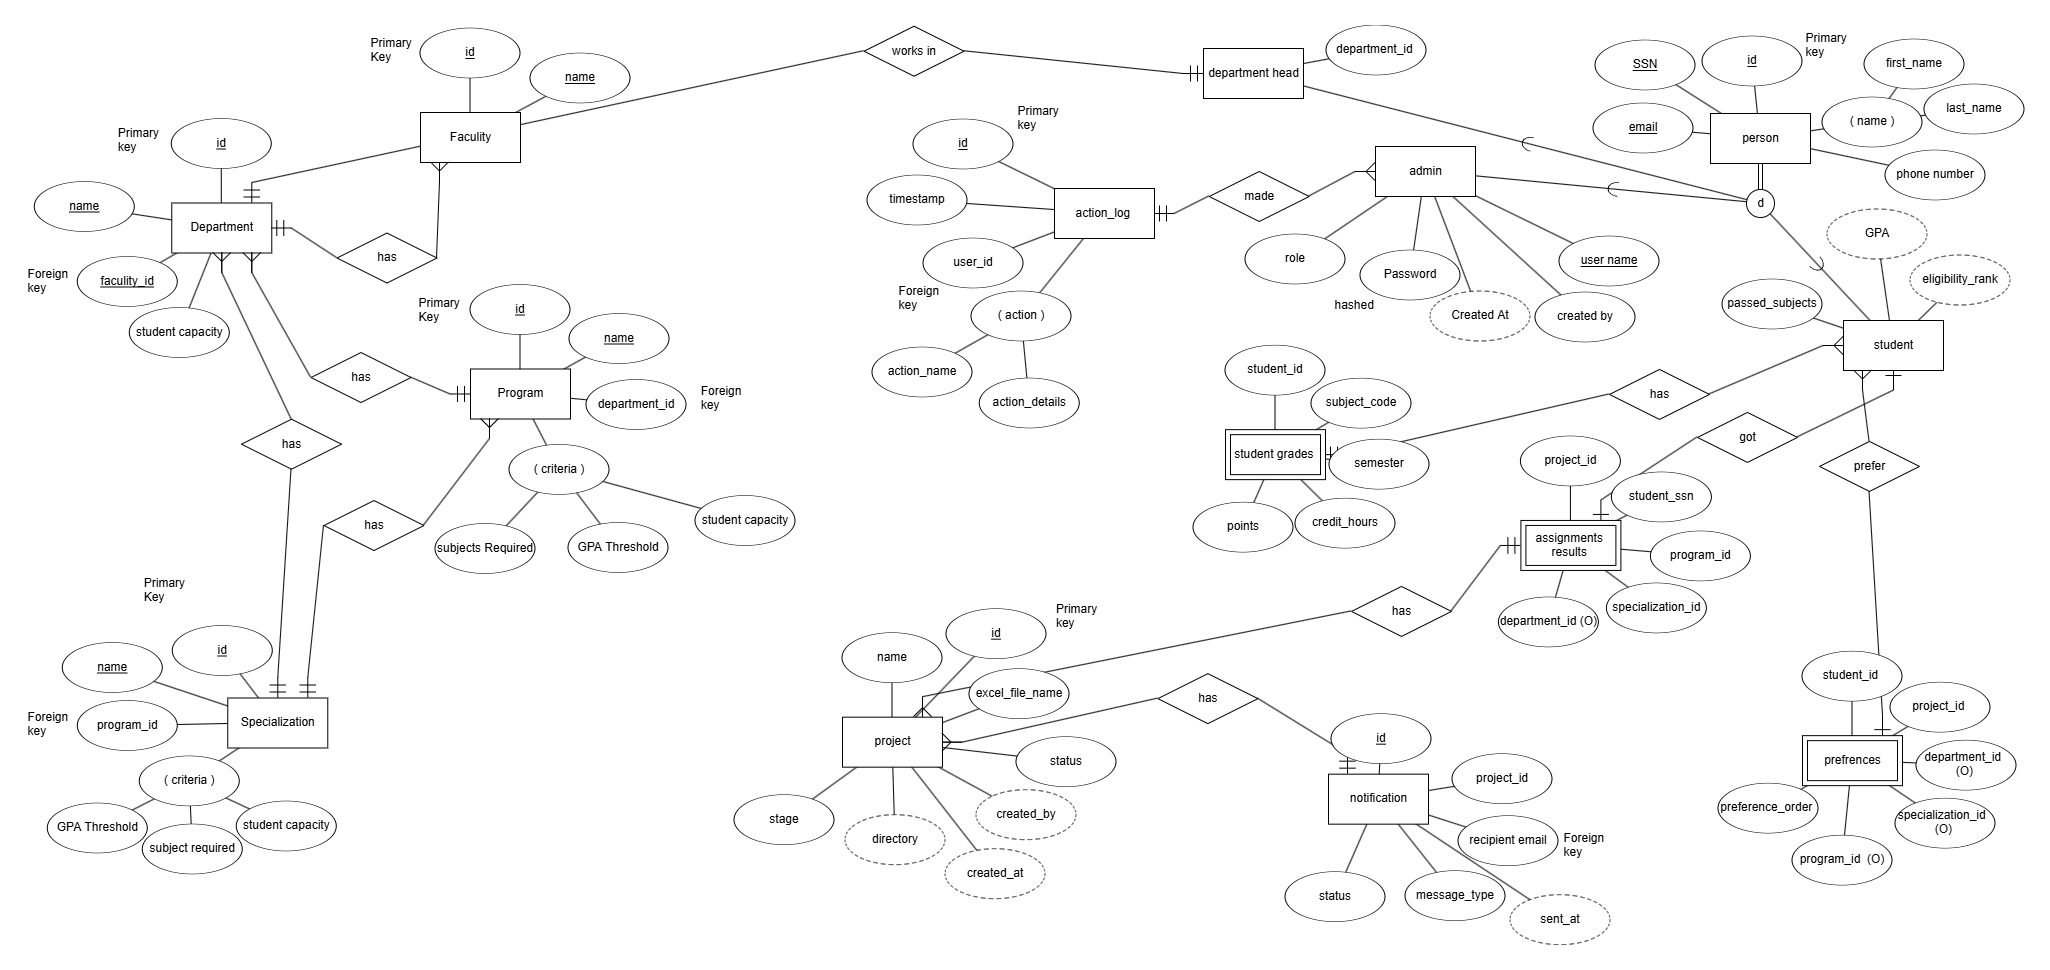 works in
department_id
department head
Primary
Key
id
name
Faculity
Primary
key
SSN
id
first_name
( name )
last_name
email
person
phone number
d
Primary
key
id
name
Department
Foreign
key
faculity_id
student capacity
has
Primary
key
id
timestamp
action_log
user_id
Foreign
key
( action )
action_name
action_details
made
admin
role
Password
hashed
Created At
created by
user name
GPA
eligibility_rank
passed_subjects
student
Primary
Key
id
name
has
Program
department_id
Foreign
key
( criteria )
subjects Required
GPA Threshold
student capacity
has
has
student_id
subject_code
student grades
semester
points
credit_hours
has
got
prefer
project_id
student_ssn
assignments
results
program_id
specialization_id
department_id (O)
has
Primary
Key
id
name
Foreign
key
program_id
Specialization
( criteria )
GPA Threshold
subject required
student capacity
Primary
key
id
name
excel_file_name
project
status
stage
directory
created_by
created_at
has
id
project_id
notification
recipient email
Foreign
key
status
message_type
sent_at
student_id
project_id
prefrences
department_id
(O)
preference_order
specialization_id
(O)
program_id  (O)